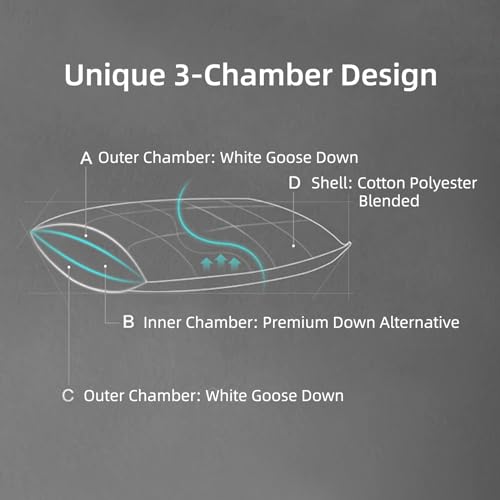 Unique 3-Chamber Design
A Outer Chamber: White Goose Down
D Shell: Cotton Polyester
Blended
B Inner Chamber: Premium Down Alternative
C Outer Chamber: White Goose Down